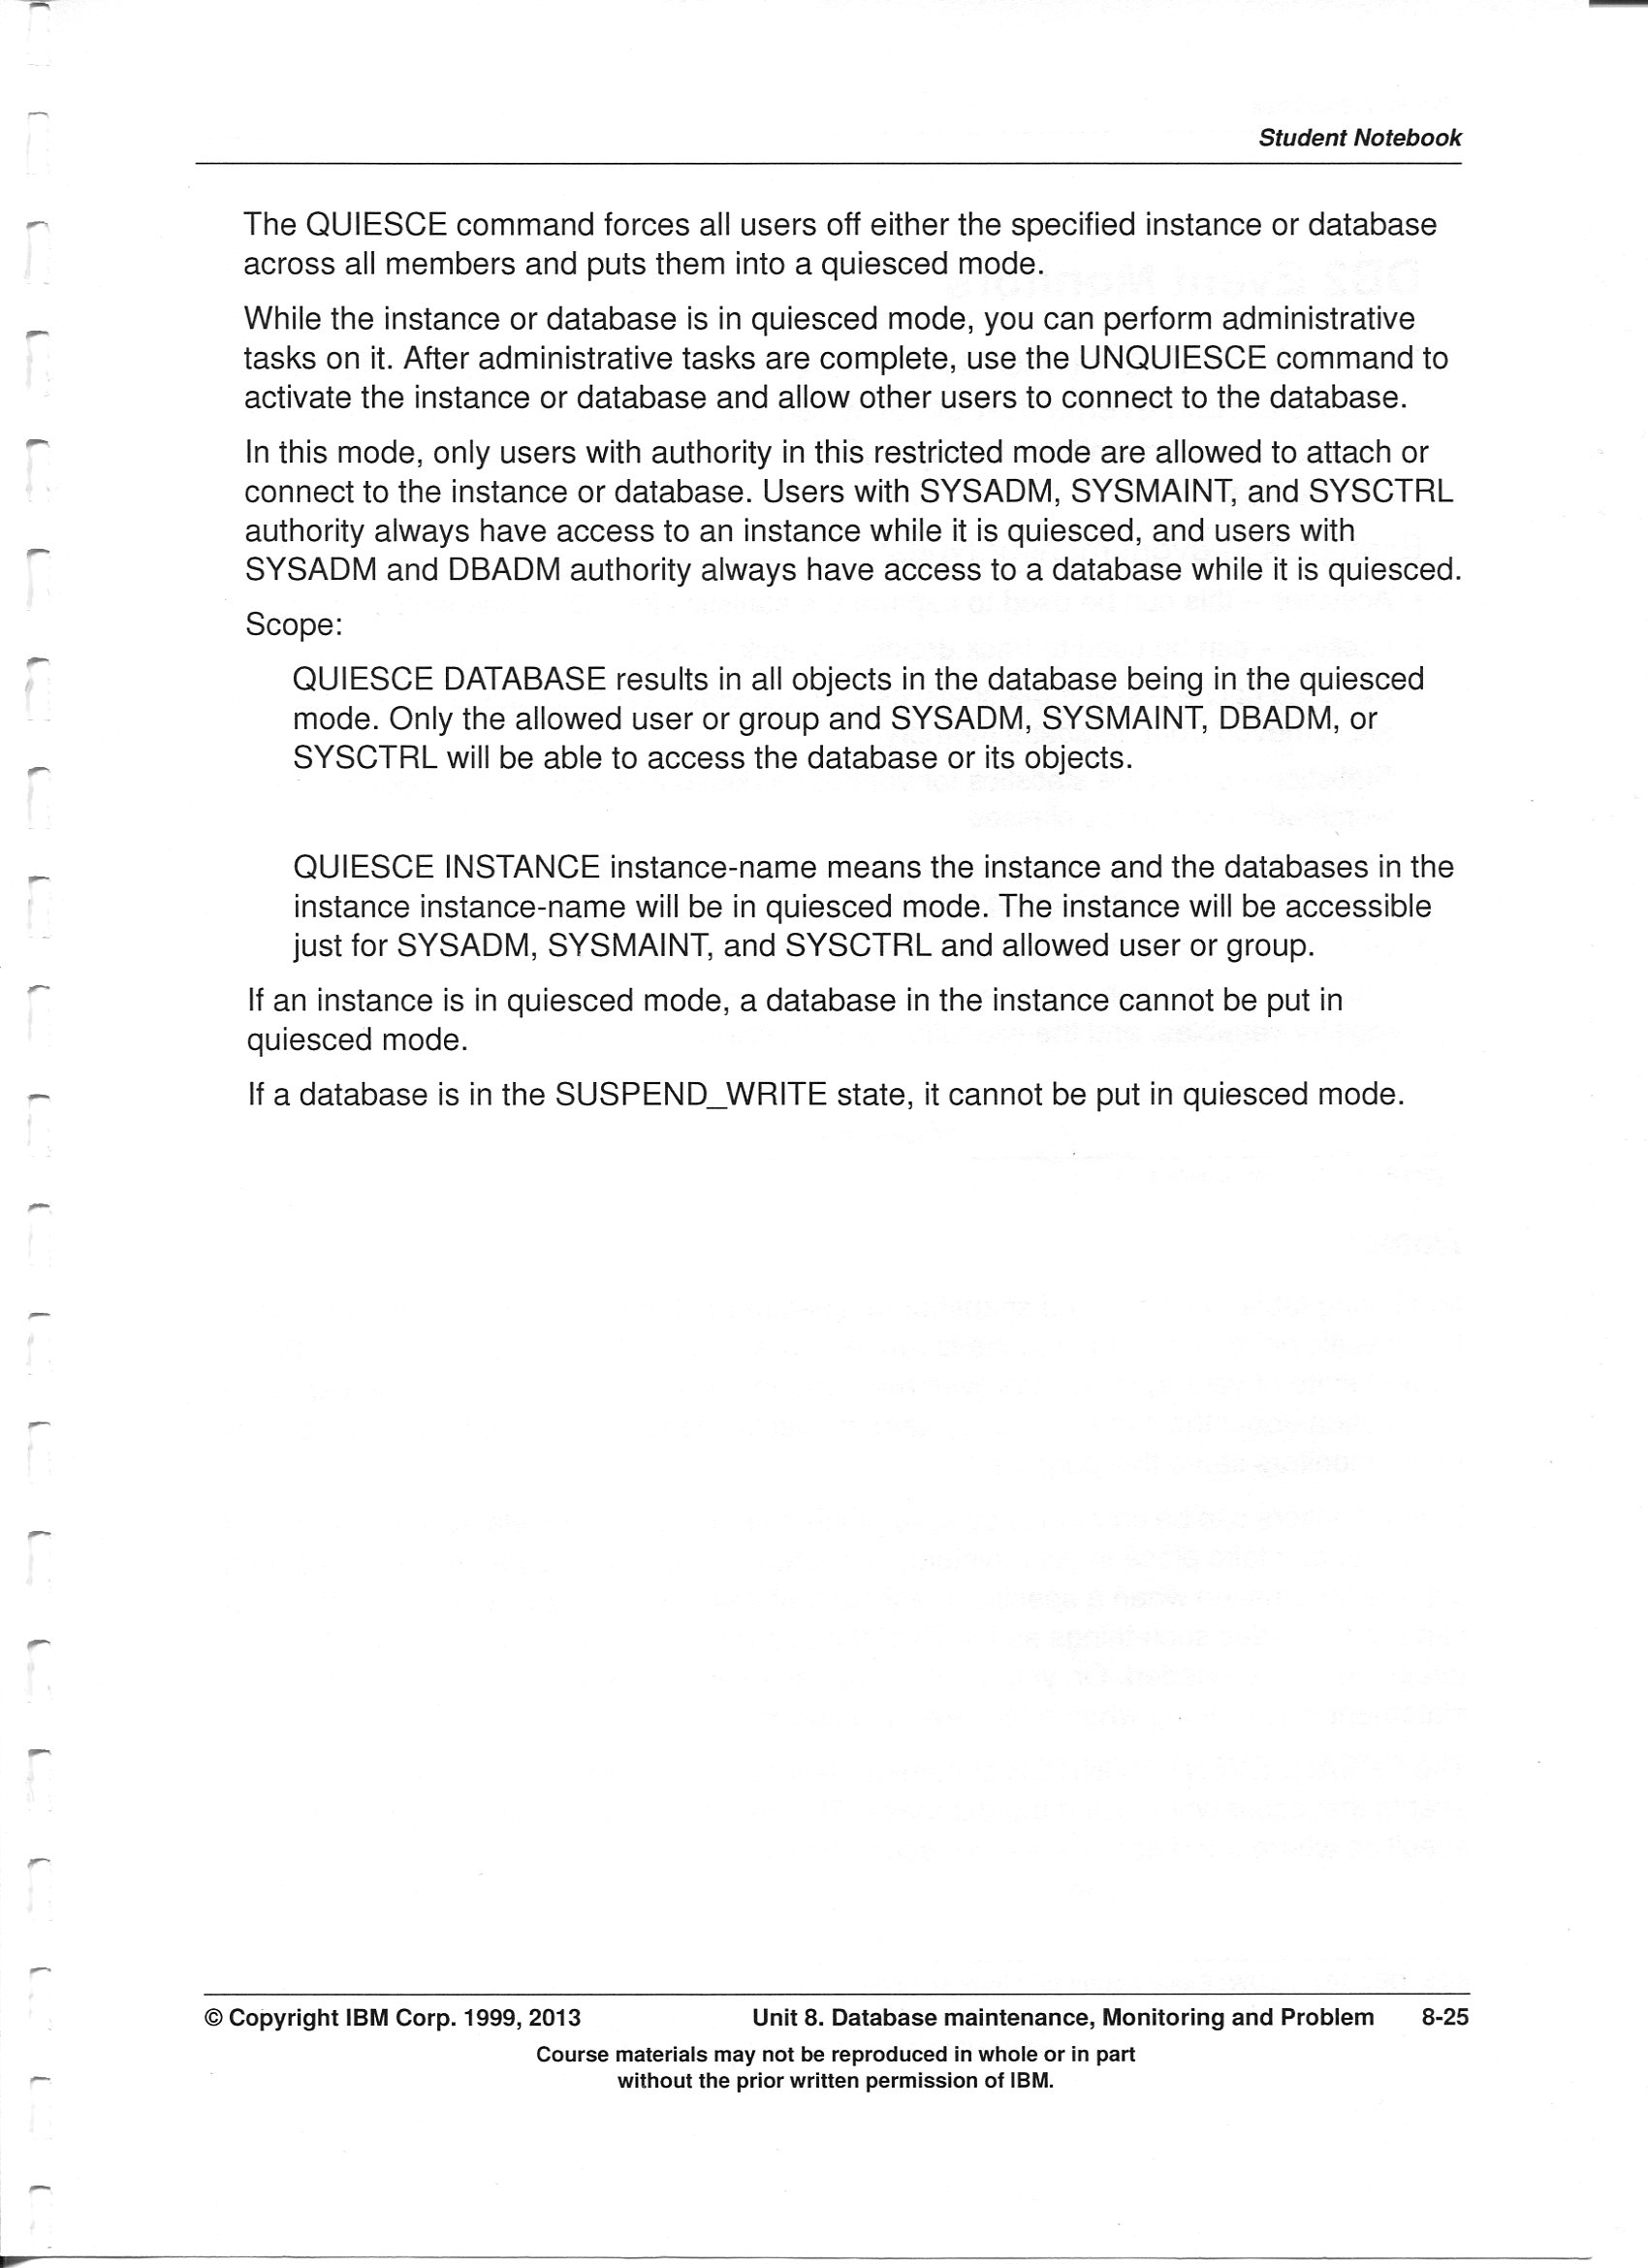 Student Notebook
The QUIESCE command forces all users off either the specified instance or database
across all members and puts them into a quiesced mode.
While the instance or database is in quiesced mode, you can perform administrative
tasks on it. After administrative tasks are complete, use the UNQUIESCE command to
activate the instance or database and allow other users to connect to the database.
In this mode, only users with authority in this restricted mode are allowed to attach or
connect to the instance or database. Users with SYSADM, SYSMAINT, and SYSCTRL
authority always have access to an instance while it is quiesced, and users with
SYSADM and DBADM authority always have access to a database while it is quiesced.
Scope:
QUIESCE DATABASE results in all objects in the database being in the quiesced
mode. Only the allowed user or group and SYSADM, SYSMAINT, DBADM, or
SYSCTRL will be able to access the database or its objects.
QUIESCE INSTANCE instance-name means the instance and the databases in the
instance instance-name will be in quiesced mode. The instance will be accessible
just for SYSADM, SYSMAINT, and SYSCTRL and allowed user or group.
If an instance is in quiesced mode, a database in the instance cannot be put in
quiesced mode.
If a database is in the SUSPEND_WRITE state, it cannot be put in quiesced mode.
© Copyright IBM Corp. 1999, 2013 Unit 8. Database maintenance, Monitoring and Problem 8-25
Course materials may not be reproduced in whole or in part
without the prior written permission of IBM.